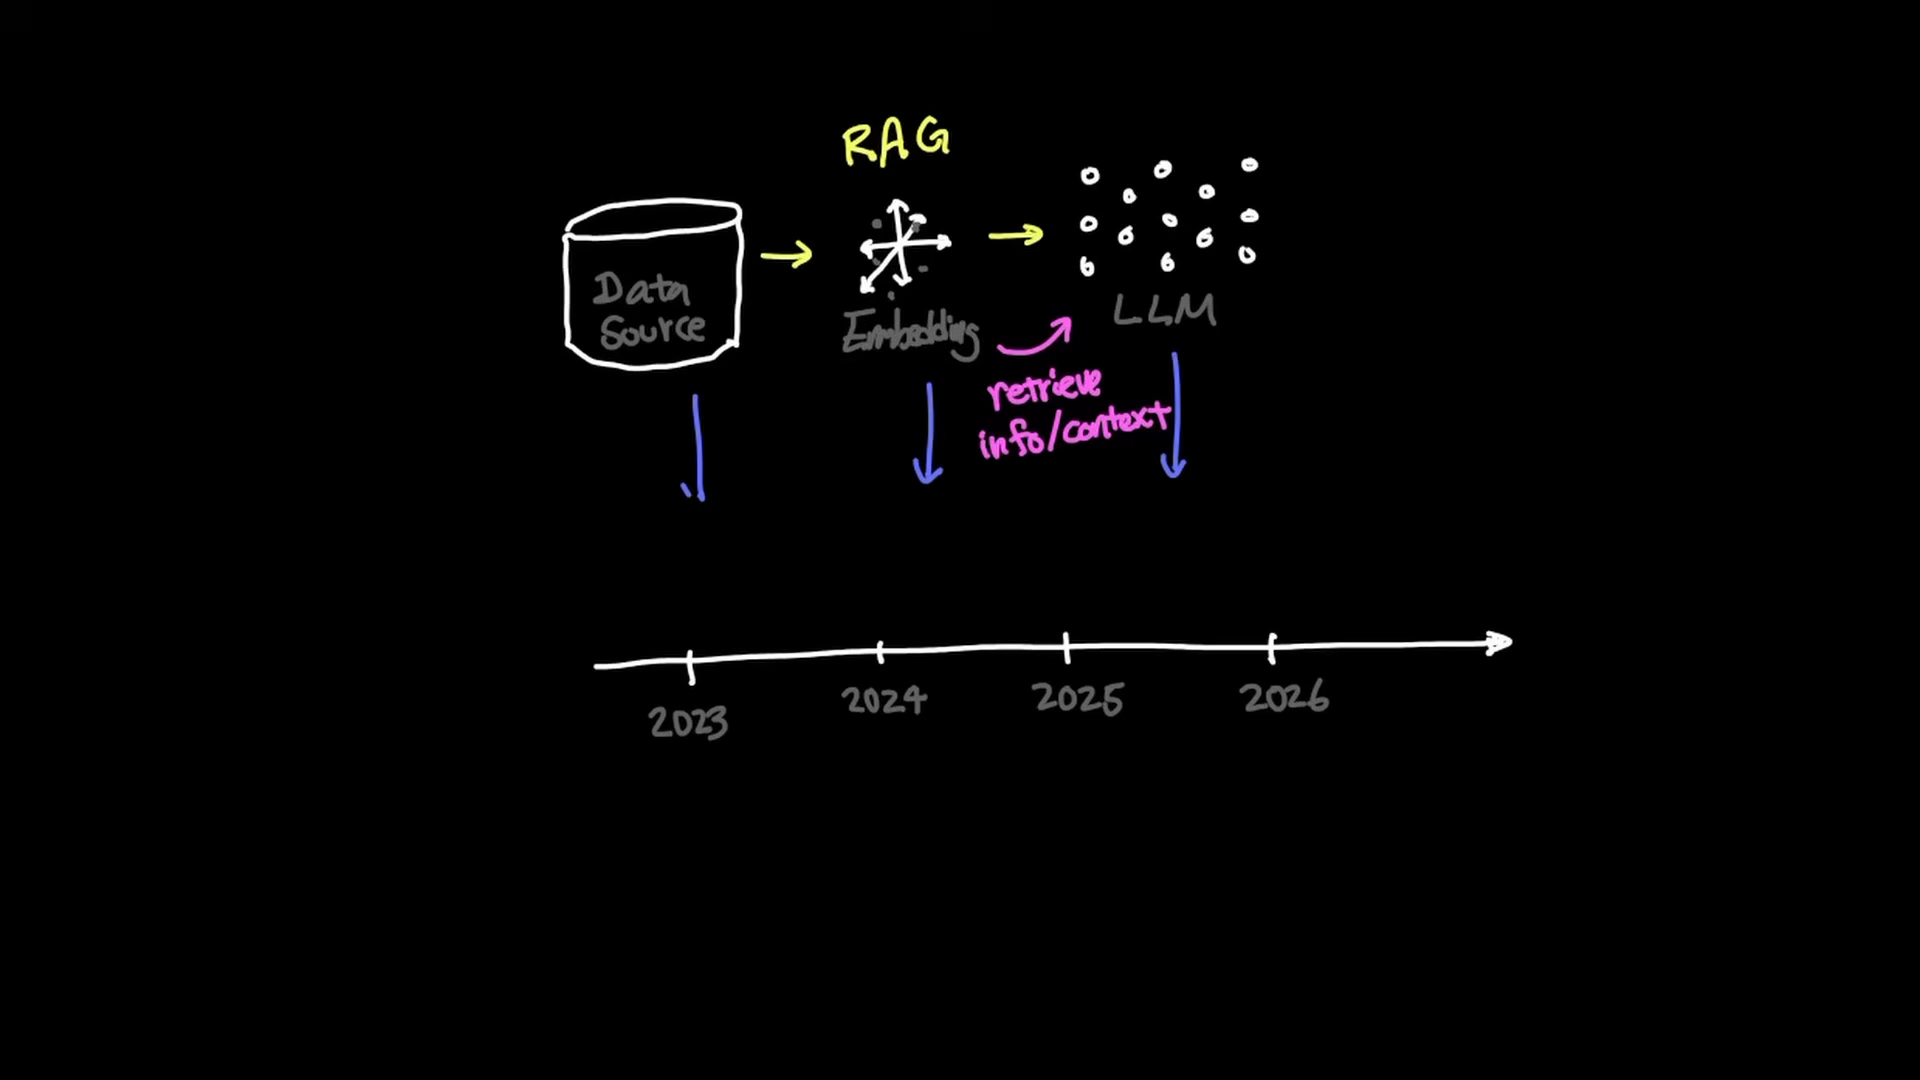 RAG
Data
Source
Embedding
LLM
retrieve
info/context
2023
2024
2025
2026